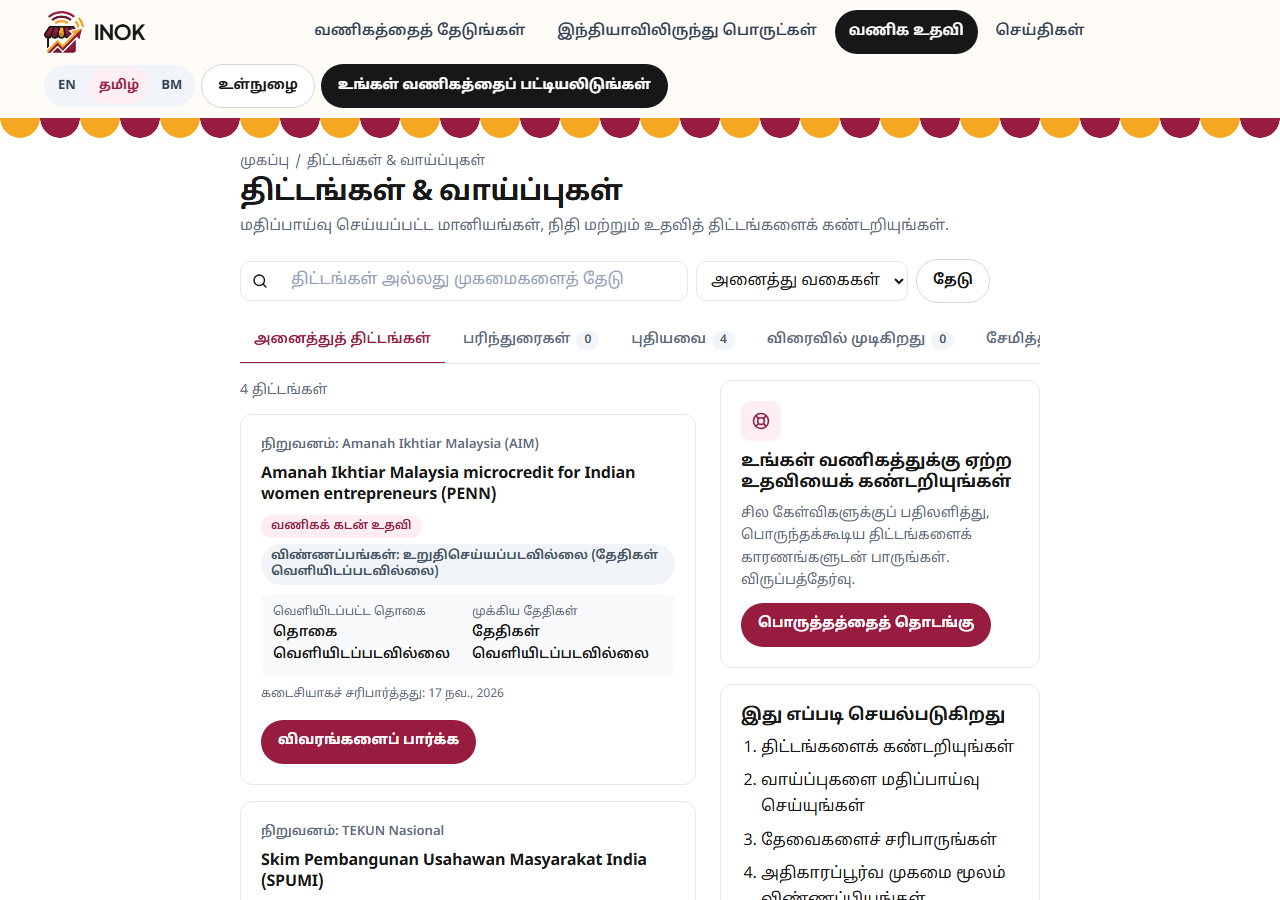 INOK
வணிகத்தைத் தேடுங்கள்
இந்தியாவிலிருந்து பொருட்கள்
வணிக உதவி
செய்திகள்
EN
தமிழ்
BM
உள்நுழை
உங்கள் வணிகத்தைப் பட்டியலிடுங்கள்
முகப்பு / திட்டங்கள் & வாய்ப்புகள்
திட்டங்கள் & வாய்ப்புகள்
மதிப்பாய்வு செய்யப்பட்ட மானியங்கள், நிதி மற்றும் உதவித் திட்டங்களைக் கண்டறியுங்கள்.
திட்டங்கள் அல்லது முகமைகளைத் தேடு
அனைத்து வகைகள்
தேடு
அனைத்துத் திட்டங்கள்
பரிந்துரைகள் 0
புதியவை 4
விரைவில் முடிகிறது 0
4 திட்டங்கள்
நிறுவனம்: Amanah Ikhtiar Malaysia (AIM)
Amanah Ikhtiar Malaysia microcredit for Indian
women entrepreneurs (PENN)
வணிகக் கடன் உதவி
விண்ணப்பங்கள்: உறுதிசெய்யப்படவில்லை (தேதிகள்
வெளியிடப்படவில்லை)
வெளியிடப்பட்ட தொகை
தொகை
வெளியிடப்படவில்லை
முக்கிய தேதிகள்
தேதிகள்
வெளியிடப்படவில்லை
கடைசியாகச் சரிபார்த்தது: 17 நவ., 2026
விவரங்களைப் பார்க்க
நிறுவனம்: TEKUN Nasional
Skim Pembangunan Usahawan Masyarakat India
(SPUMI)
உங்கள் வணிகத்துக்கு ஏற்ற
உதவியைக் கண்டறியுங்கள்
சில கேள்விகளுக்குப் பதிலளித்து,
பொருந்தக்கூடிய திட்டங்களைக்
காரணங்களுடன் பாருங்கள்.
விருப்பத்தேர்வு.
பொருத்தத்தைத் தொடங்கு
இது எப்படி செயல்படுகிறது
1. திட்டங்களைக் கண்டறியுங்கள்
2. வாய்ப்புகளை மதிப்பாய்வு
செய்யுங்கள்
3. தேவைகளைச் சரிபாருங்கள்
4. அதிகாரப்பூர்வ முகமை மூலம்